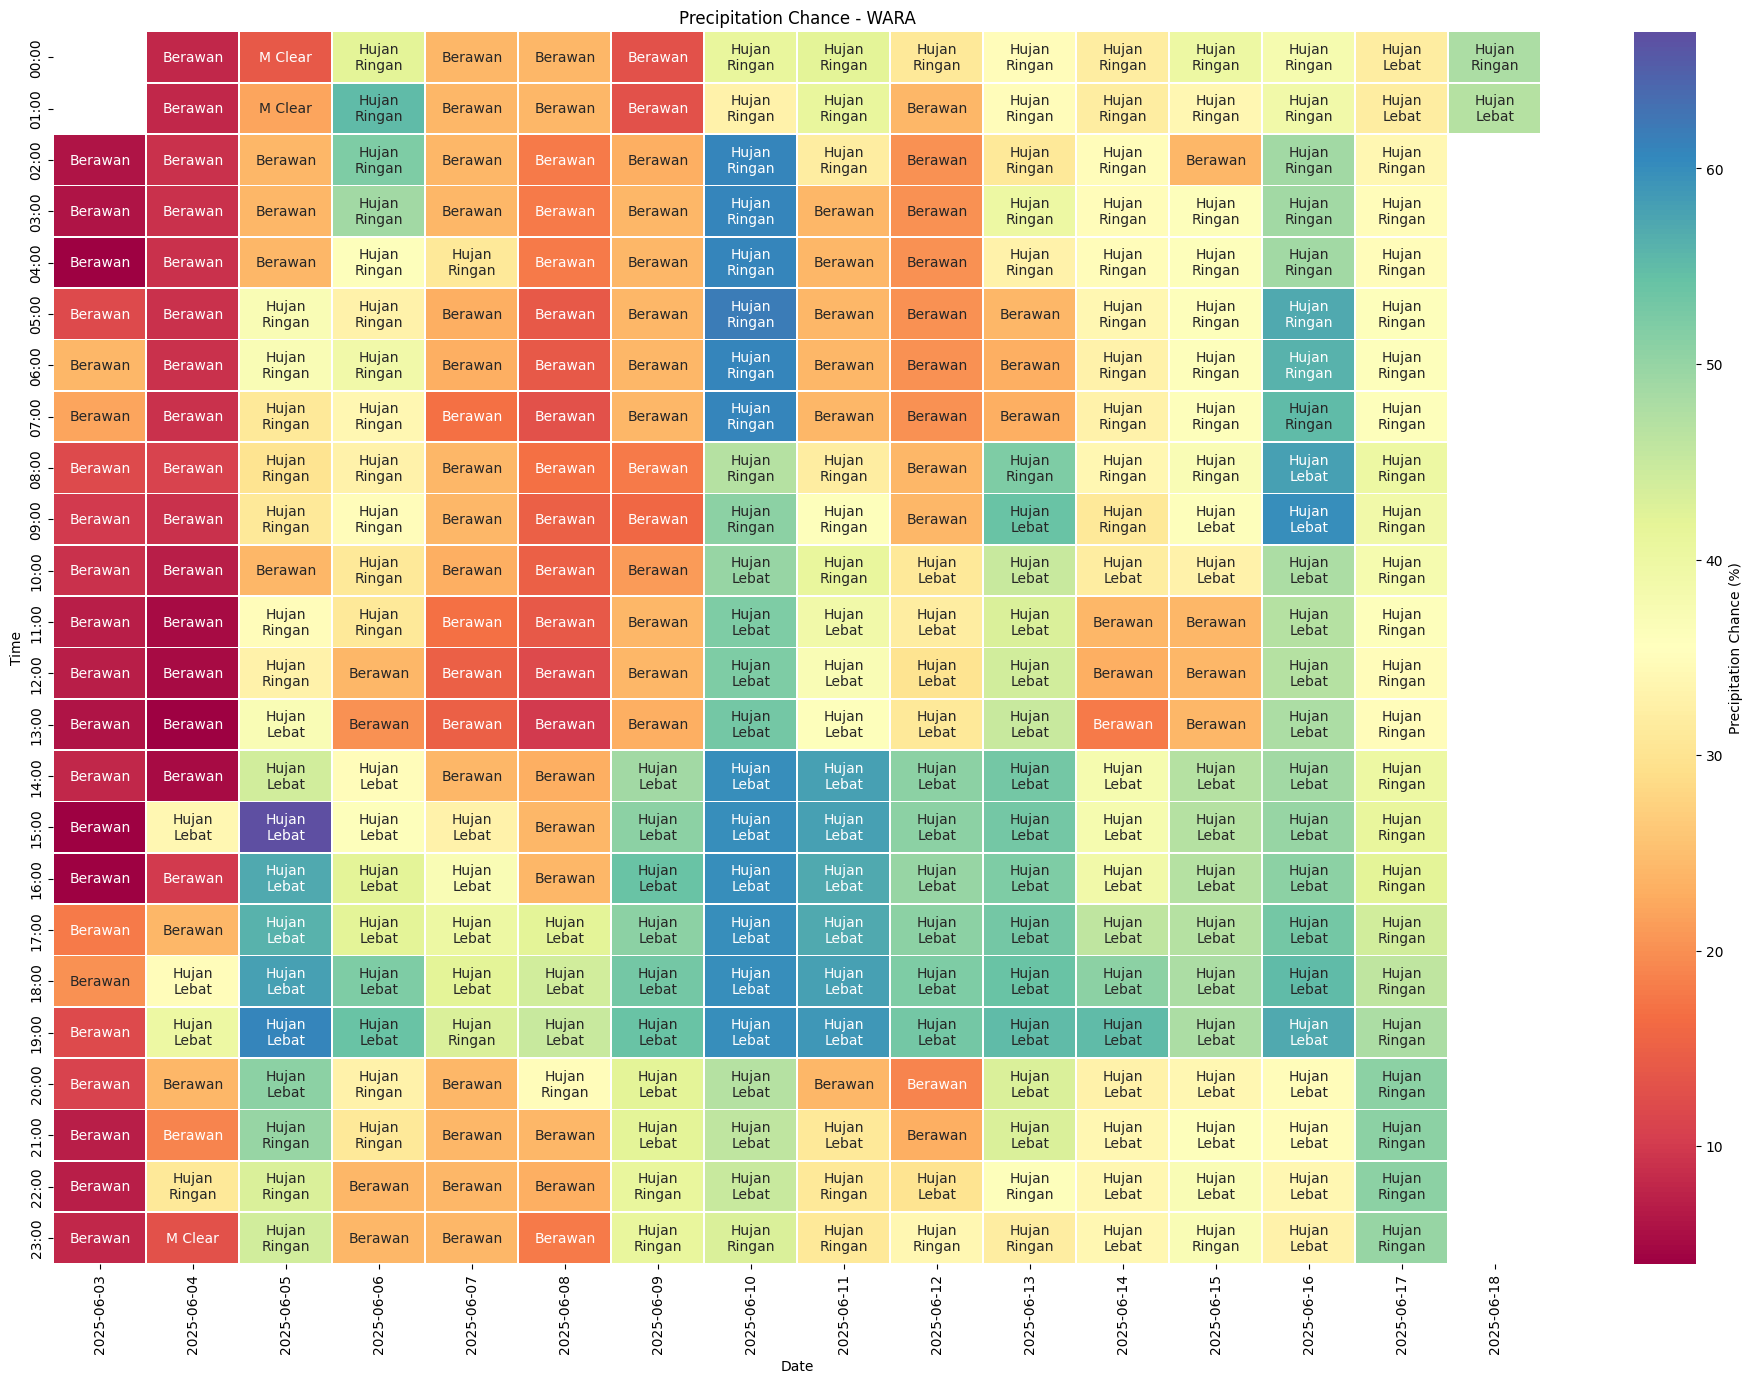 Precipitation Chance - WARA
00:00 Berawan M Clear Hujan Ringan Berawan Berawan Berawan Hujan Ringan Hujan Ringan Hujan Ringan Hujan Ringan Hujan Ringan Hujan Ringan Hujan Ringan Hujan Lebat Hujan Ringan
01:00 Berawan M Clear Hujan Ringan Berawan Berawan Berawan Hujan Ringan Hujan Ringan Berawan Hujan Ringan Hujan Ringan Hujan Ringan Hujan Ringan Hujan Lebat Hujan Lebat
02:00 Berawan Berawan Berawan Hujan Ringan Berawan Berawan Berawan Hujan Ringan Hujan Ringan Berawan Hujan Ringan Hujan Ringan Berawan Hujan Ringan Hujan Ringan
03:00 Berawan Berawan Berawan Hujan Ringan Berawan Berawan Berawan Hujan Ringan Berawan Berawan Hujan Ringan Hujan Ringan Hujan Ringan Hujan Ringan Hujan Ringan
04:00 Berawan Berawan Berawan Hujan Ringan Hujan Ringan Berawan Berawan Hujan Ringan Berawan Berawan Hujan Ringan Hujan Ringan Hujan Ringan Hujan Ringan Hujan Ringan
05:00 Berawan Berawan Hujan Ringan Hujan Ringan Berawan Berawan Berawan Hujan Ringan Berawan Berawan Berawan Hujan Ringan Hujan Ringan Hujan Ringan Hujan Ringan
06:00 Berawan Berawan Hujan Ringan Hujan Ringan Berawan Berawan Berawan Hujan Ringan Berawan Berawan Berawan Hujan Ringan Hujan Ringan Hujan Ringan Hujan Ringan
07:00 Berawan Berawan Hujan Ringan Hujan Ringan Berawan Berawan Berawan Hujan Ringan Berawan Berawan Berawan Hujan Ringan Hujan Ringan Hujan Ringan Hujan Ringan
08:00 Berawan Berawan Hujan Ringan Hujan Ringan Berawan Berawan Berawan Hujan Ringan Hujan Ringan Berawan Hujan Ringan Hujan Ringan Hujan Ringan Hujan Lebat Hujan Ringan
09:00 Berawan Berawan Hujan Ringan Hujan Ringan Berawan Berawan Berawan Hujan Ringan Hujan Ringan Berawan Hujan Lebat Hujan Ringan Hujan Lebat Hujan Lebat Hujan Ringan
10:00 Berawan Berawan Berawan Hujan Ringan Berawan Berawan Berawan Hujan Lebat Hujan Ringan Hujan Lebat Hujan Lebat Hujan Lebat Hujan Lebat Hujan Lebat Hujan Ringan
11:00 Berawan Berawan Hujan Ringan Hujan Ringan Berawan Berawan Berawan Hujan Lebat Hujan Lebat Hujan Lebat Hujan Lebat Berawan Berawan Hujan Lebat Hujan Ringan
12:00 Berawan Berawan Hujan Ringan Berawan Berawan Berawan Berawan Hujan Lebat Hujan Lebat Hujan Lebat Hujan Lebat Berawan Berawan Hujan Lebat Hujan Ringan
13:00 Berawan Berawan Hujan Lebat Berawan Berawan Berawan Berawan Hujan Lebat Hujan Lebat Hujan Lebat Hujan Lebat Berawan Berawan Hujan Lebat Hujan Ringan
14:00 Berawan Berawan Hujan Lebat Hujan Lebat Berawan Berawan Hujan Lebat Hujan Lebat Hujan Lebat Hujan Lebat Hujan Lebat Hujan Lebat Hujan Lebat Hujan Lebat Hujan Ringan
15:00 Berawan Hujan Lebat Hujan Lebat Hujan Lebat Hujan Lebat Berawan Hujan Lebat Hujan Lebat Hujan Lebat Hujan Lebat Hujan Lebat Hujan Lebat Hujan Lebat Hujan Lebat Hujan Ringan
16:00 Berawan Berawan Hujan Lebat Hujan Lebat Hujan Lebat Berawan Hujan Lebat Hujan Lebat Hujan Lebat Hujan Lebat Hujan Lebat Hujan Lebat Hujan Lebat Hujan Lebat Hujan Ringan
17:00 Berawan Berawan Hujan Lebat Hujan Lebat Hujan Lebat Hujan Lebat Hujan Lebat Hujan Lebat Hujan Lebat Hujan Lebat Hujan Lebat Hujan Lebat Hujan Lebat Hujan Lebat Hujan Ringan
18:00 Berawan Hujan Lebat Hujan Lebat Hujan Lebat Hujan Lebat Hujan Lebat Hujan Lebat Hujan Lebat Hujan Lebat Hujan Lebat Hujan Lebat Hujan Lebat Hujan Lebat Hujan Lebat Hujan Ringan
19:00 Berawan Hujan Lebat Hujan Lebat Hujan Lebat Hujan Ringan Hujan Lebat Hujan Lebat Hujan Lebat Hujan Lebat Hujan Lebat Hujan Lebat Hujan Lebat Hujan Lebat Hujan Lebat Hujan Ringan
20:00 Berawan Berawan Hujan Lebat Hujan Ringan Berawan Hujan Ringan Hujan Lebat Hujan Lebat Berawan Berawan Hujan Lebat Hujan Lebat Hujan Lebat Hujan Lebat Hujan Ringan
21:00 Berawan Berawan Hujan Ringan Hujan Ringan Berawan Berawan Hujan Lebat Hujan Lebat Hujan Lebat Berawan Hujan Lebat Hujan Lebat Hujan Lebat Hujan Lebat Hujan Ringan
22:00 Berawan Hujan Ringan Hujan Ringan Berawan Berawan Berawan Hujan Ringan Hujan Lebat Hujan Ringan Hujan Lebat Hujan Ringan Hujan Lebat Hujan Lebat Hujan Lebat Hujan Ringan
23:00 Berawan M Clear Hujan Ringan Berawan Berawan Berawan Hujan Ringan Hujan Ringan Hujan Ringan Hujan Ringan Hujan Ringan Hujan Lebat Hujan Ringan Hujan Lebat Hujan Ringan
2025-06-03 2025-06-04 2025-06-05 2025-06-06 2025-06-07 2025-06-08 2025-06-09 2025-06-10 2025-06-11 2025-06-12 2025-06-13 2025-06-14 2025-06-15 2025-06-16 2025-06-17 2025-06-18
Time
Date
60
50
40
30
20
10
Precipitation Chance (%)